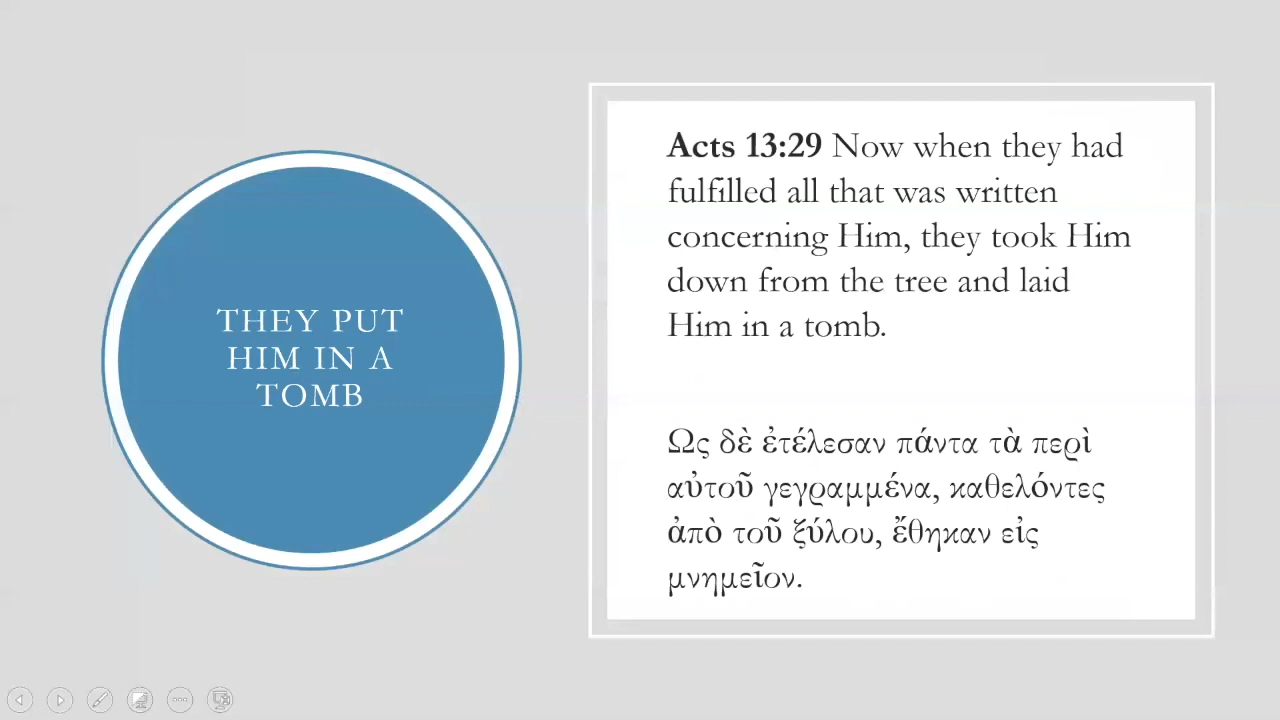 THEY PUT
HIM IN A
TOMB
Acts 13:29 Now when they had
fulfilled all that was written
concerning Him, they took Him
down from the tree and laid
Him in a tomb.
Ως δὲ ἐτέλεσαν πάντα τὰ περὶ
αὐτοῦ γεγραμμένα, καθελόντες
ἀπὸ τοῦ ξύλου, ἔθηκαν εἰς
μνημεῖον.